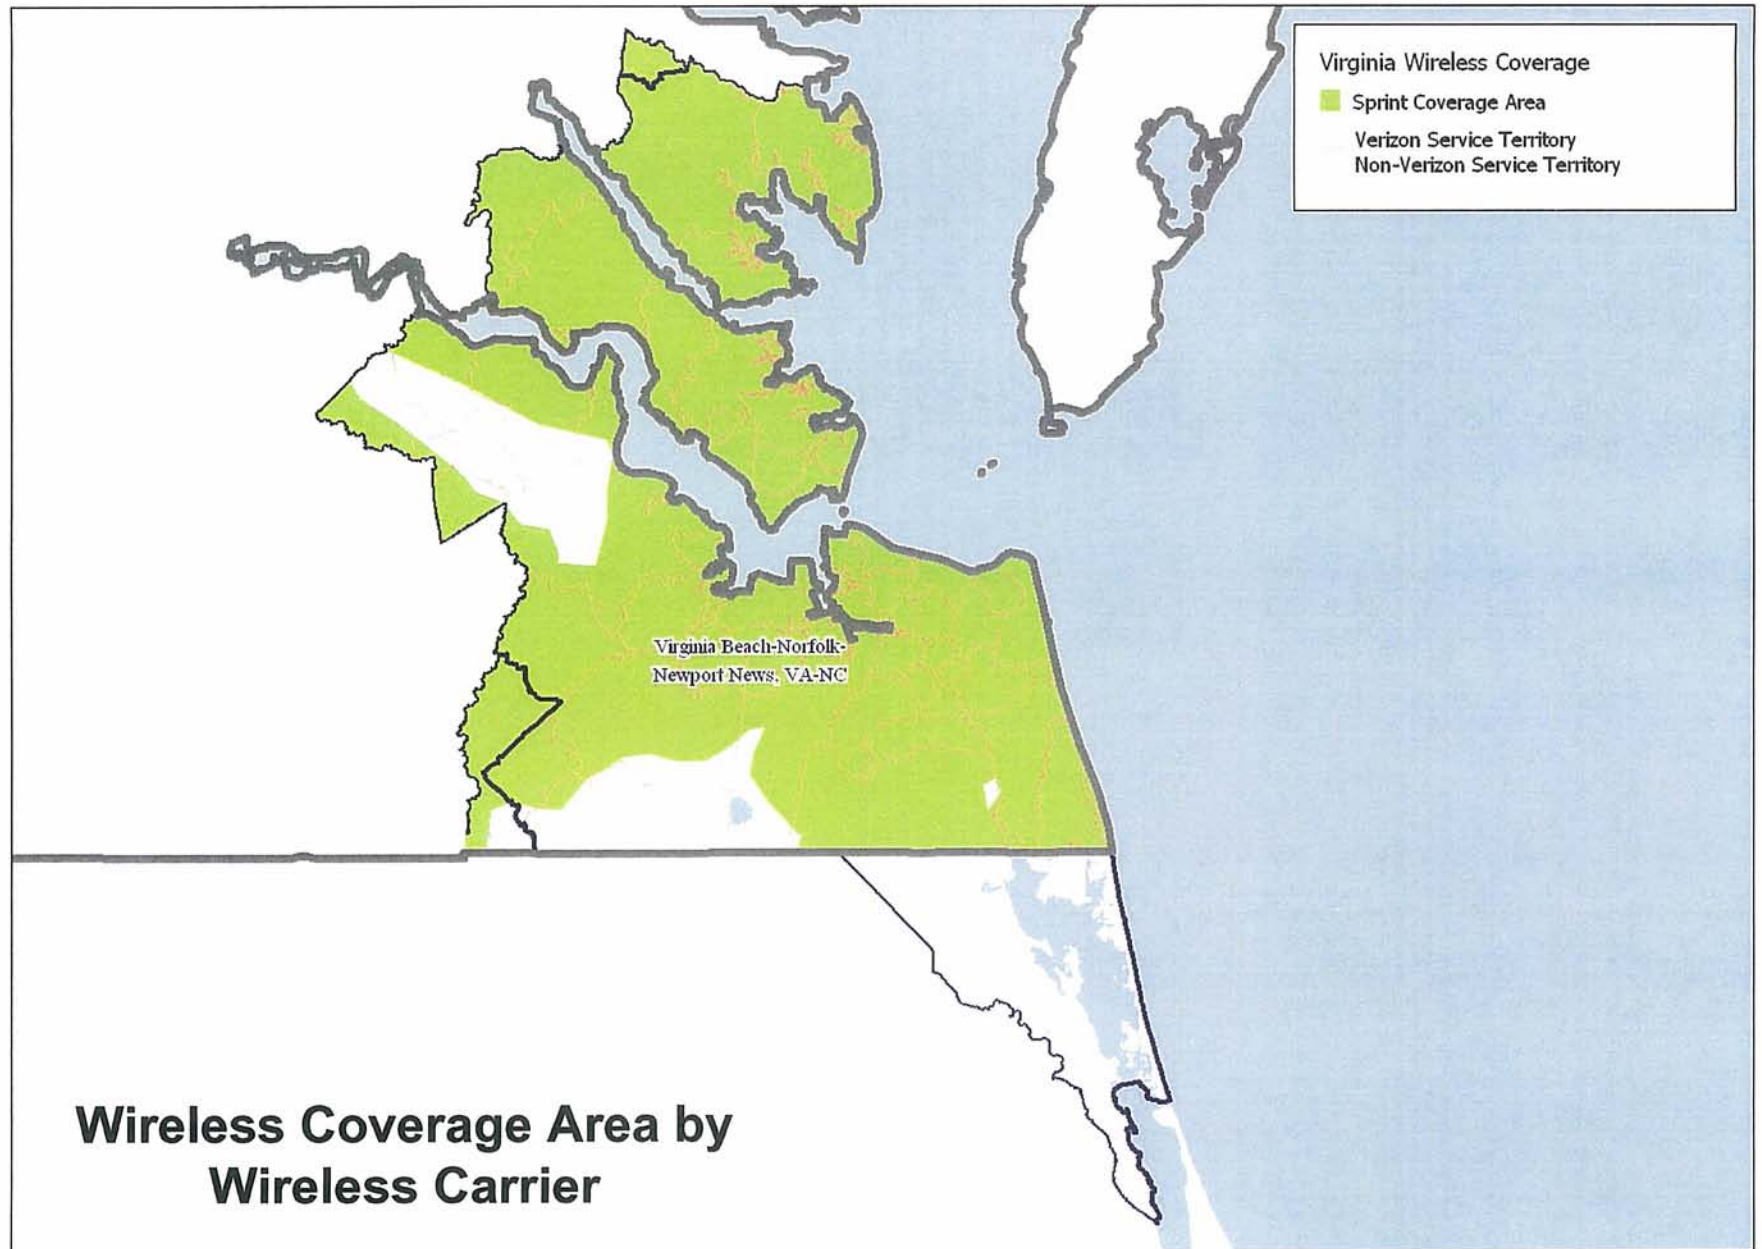 Virginia Wireless Coverage
Sprint Coverage Area
Verizon Service Territory
Non-Verizon Service Territory
Virginia Beach-Norfolk-
Newport News, VA-NC
Wireless Coverage Area by
Wireless Carrier